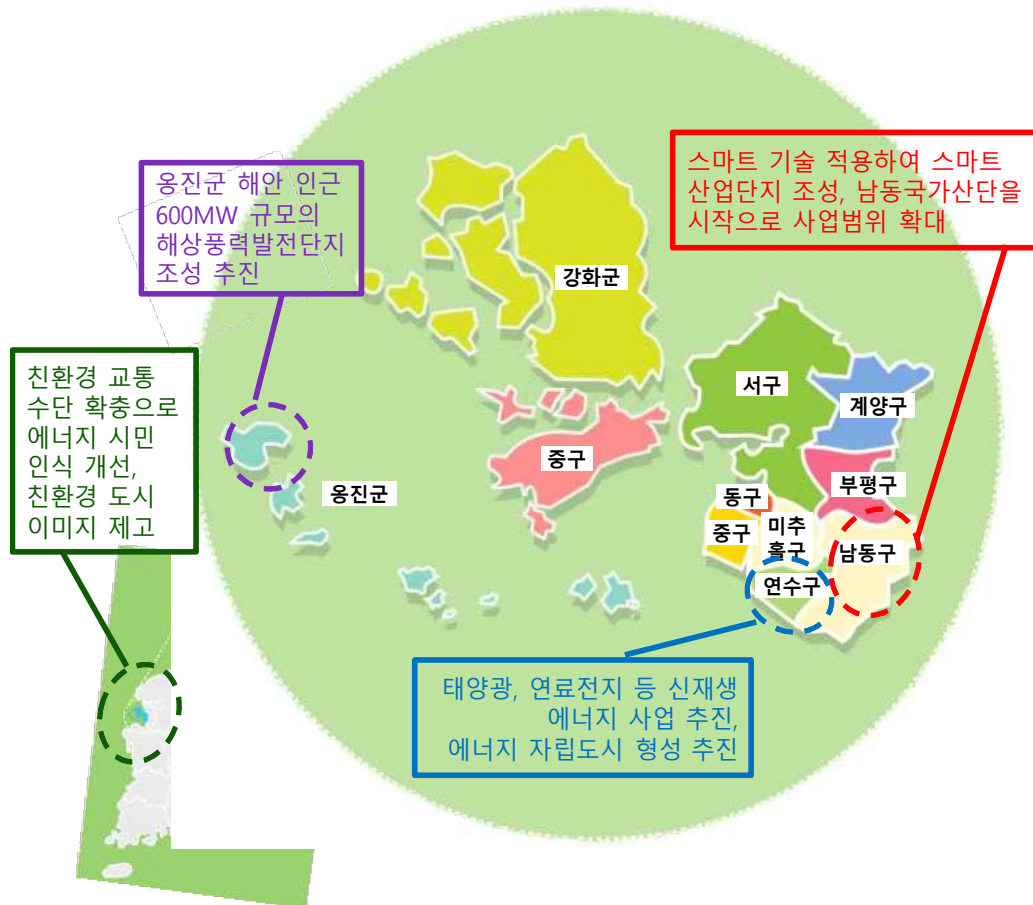 옹진군 해안 인근
600MW 규모의
해상풍력발전단지
조성 추진
스마트 기술 적용하여 스마트
산업단지 조성, 남동국가산단을
시작으로 사업범위 확대
친환경 교통
수단 확충으로
에너지 시민
인식 개선,
친환경 도시
이미지 제고
강화군
서구
계양구
중구
부평구
옹진군
동구
중구
미추
홀구
남동구
연수구
태양광, 연료전지 등 신재생
에너지 사업 추진,
에너지 자립도시 형성 추진